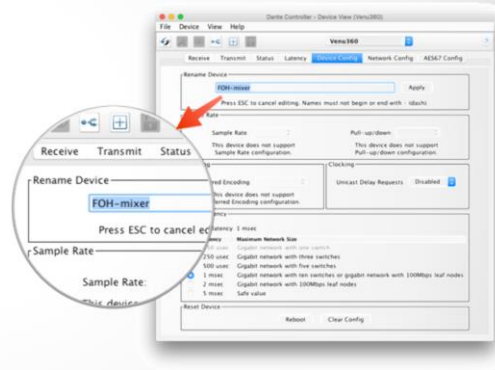 Dante Controller - Device View (Venu360)
File Device View Help
Venu360
Receive Transmit Status Latency Device Config Network Config AES67 Config
Rename Device
FOH-mixer
Apply
Press ESC to cancel editing. Names must not begin or end with
Rate
Sample Rate
Pull-up/down
This device does not support
Sample Rate configuration.
This device does not support
Pull-up/down configuration.
Clocking
Encoding
device does not support
Encoding configuration.
Unicast Delay Requests Disabled
latency 1 msec
Maximum Network Size
Gigabit network with one switch
250 usec Gigabit network with three switches
500 usec Gigabit network with five switches
1 msec Gigabit network with ten switches or gigabit network with 100Mbps leaf nodes
2 msec Gigabit network with 100Mbps leaf nodes
5 msec Safe value
Reset Device
Reboot Clear Config
Receive Transmit Status
Rename Device
FOH-mixer
Press ESC to cancel ed
Sample Rate
Sample Rate:
This device